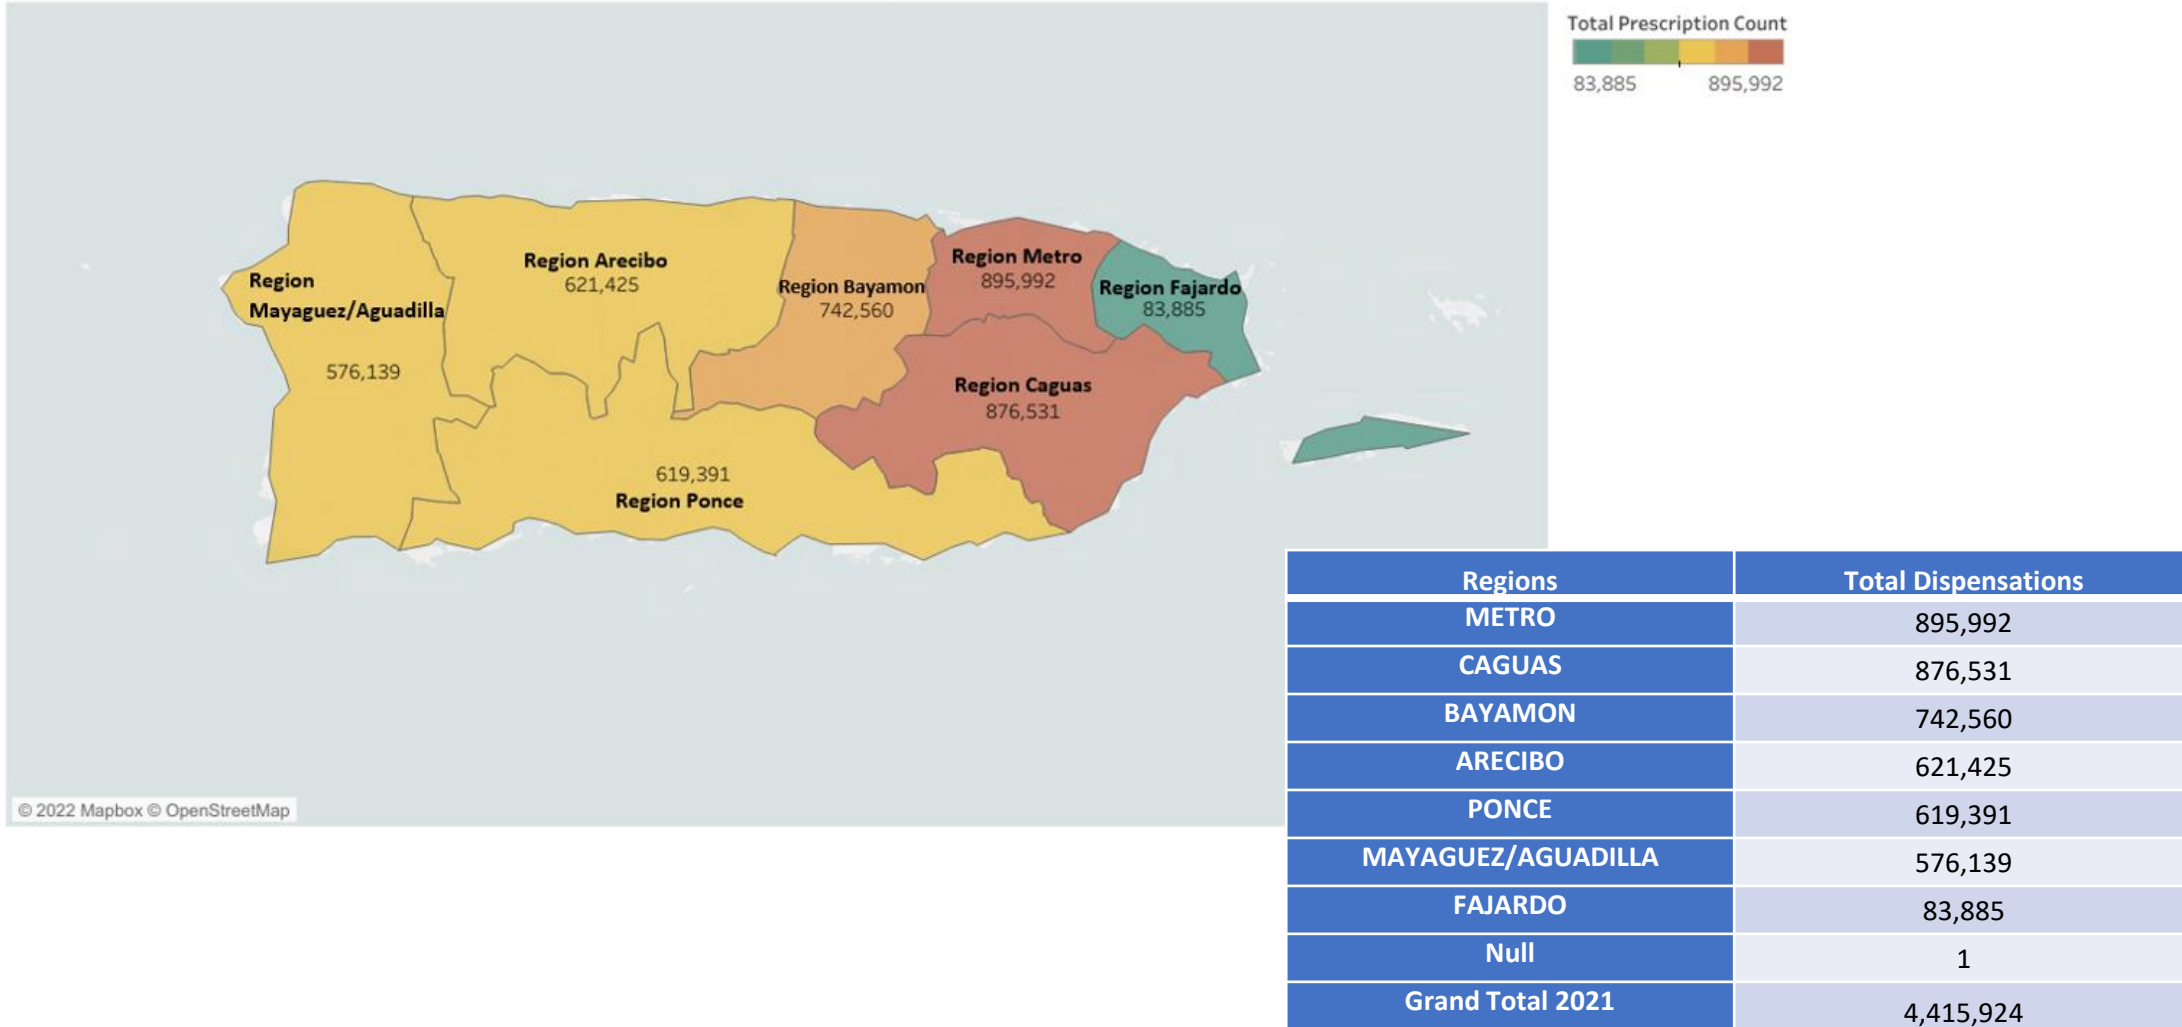 Total Prescription Count
83,885 895,992
Region Arecibo
621,425
Region Metro
895,992
Region
Mayaguez/Aguadilla
576,139
Region Bayamon
742,560
Region Fajardo
83,885
Region Caguas
876,531
619,391
Region Ponce
© 2022 Mapbox © OpenStreetMap
Regions Total Dispensations
METRO 895,992
CAGUAS 876,531
BAYAMON 742,560
ARECIBO 621,425
PONCE 619,391
MAYAGUEZ/AGUADILLA 576,139
FAJARDO 83,885
Null 1
Grand Total 2021 4,415,924